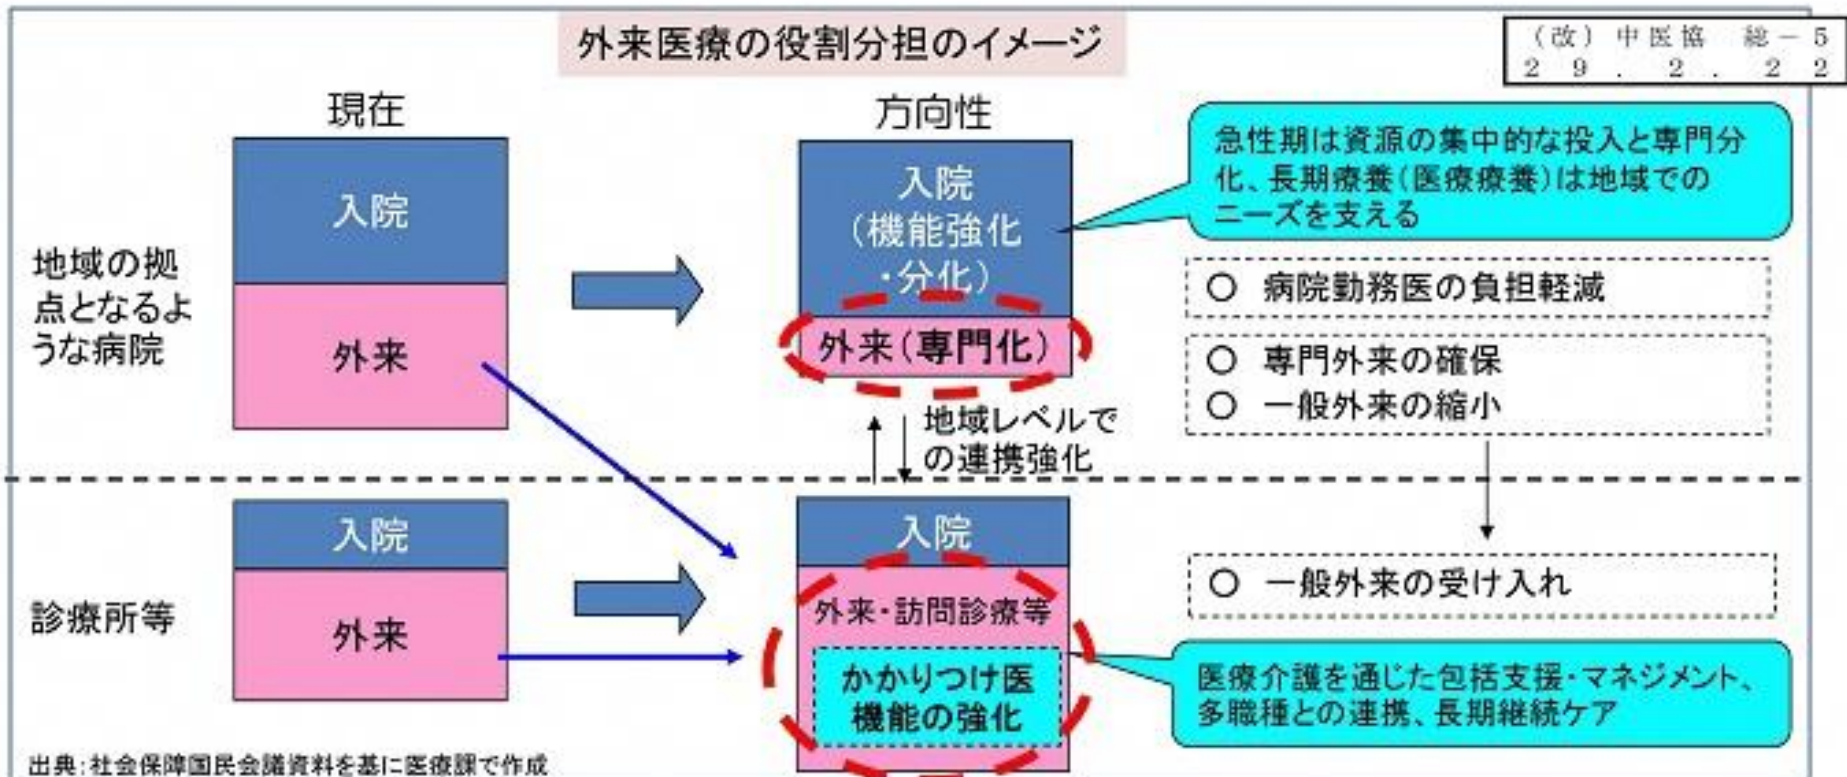 外来医療の役割分担のイメージ
（改）中医協　総－５
２９．２．２２
現在
方向性
地域の拠
点となるよ
うな病院
入院
外来
入院
（機能強化
・分化）
外来（専門化）
急性期は資源の集中的な投入と専門分
化、長期療養（医療療養）は地域での
ニーズを支える
○　病院勤務医の負担軽減
○　専門外来の確保
○　一般外来の縮小
地域レベルで
の連携強化
診療所等
入院
外来
入院
外来・訪問診療等
かかりつけ医
機能の強化
○　一般外来の受け入れ
医療介護を通じた包括支援・マネジメント、
多職種との連携、長期継続ケア
出典：社会保障国民会議資料を基に医療課で作成